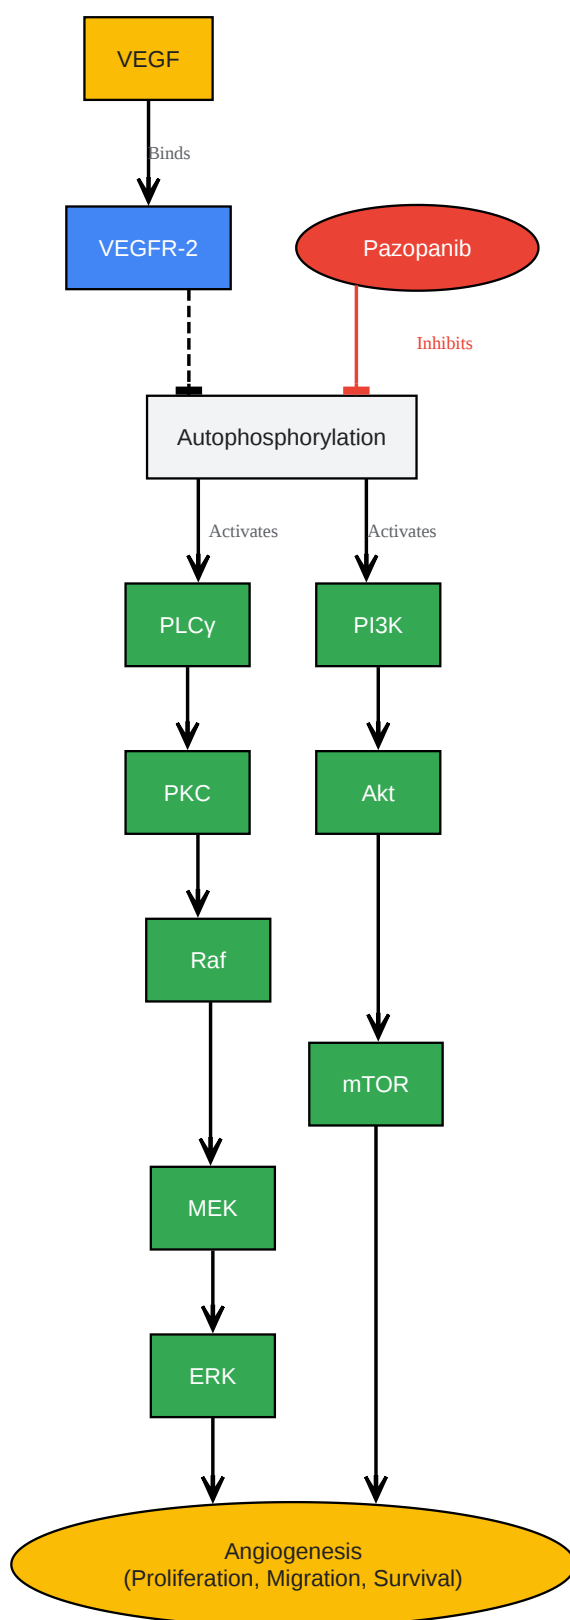 VEGF
Binds
VEGFR-2
Pazopanib
Inhibits
Autophosphorylation
Activates
Activates
PLCγ
PI3K
PKC
Akt
Raf
mTOR
MEK
ERK
Angiogenesis
(Proliferation, Migration, Survival)